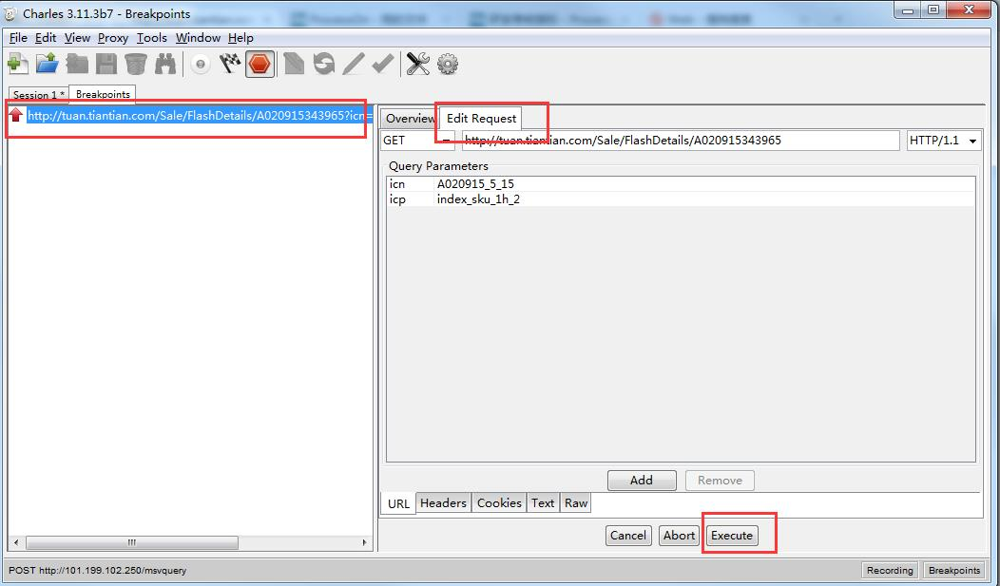 Charles 3.11.3b7 - Breakpoints
File Edit View Proxy Tools Window Help
Session 1 * Breakpoints
http://tuan.tiantian.com/Sale/FlashDetails/A020915343965?icn=
Overview Edit Request
GET http://tuan.tiantian.com/Sale/FlashDetails/A020915343965 HTTP/1.1
Query Parameters
icn A020915_5_15
icp index_sku_1h_2
Add Remove
URL Headers Cookies Text Raw
Cancel Abort Execute
POST http://101.199.102.250/msvquery Recording Breakpoints